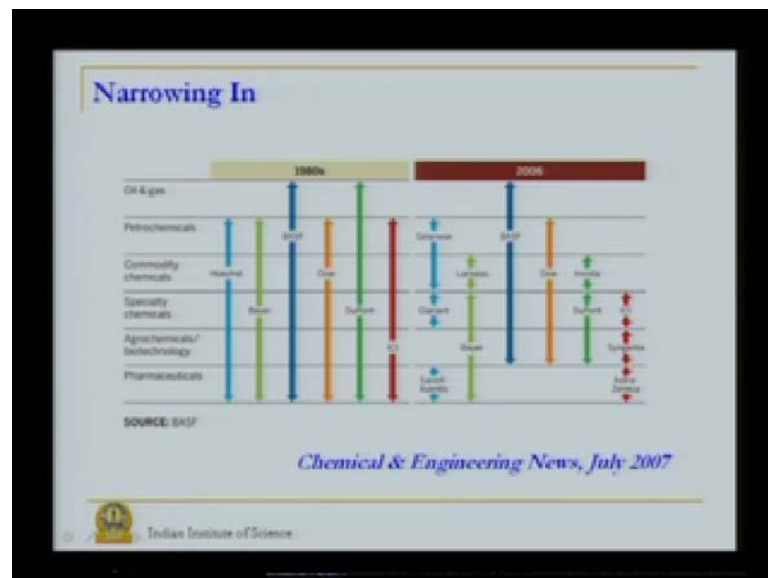 Narrowing In
1980s 2006
Oil & gas
Petrochemicals
Celanese
BASF BASF
Commodity
chemicals
Hoechst Dow Lanxess Dow Invista
Specialty
chemicals
Bayer DuPont Clariant DuPont ICI
Agrochemicals/
biotechnology
ICI Bayer Syngenta
Pharmaceuticals
Sanofi-
Aventis
Astra-
Zeneca
SOURCE: BASF
Chemical & Engineering News, July 2007
Indian Institute of Science